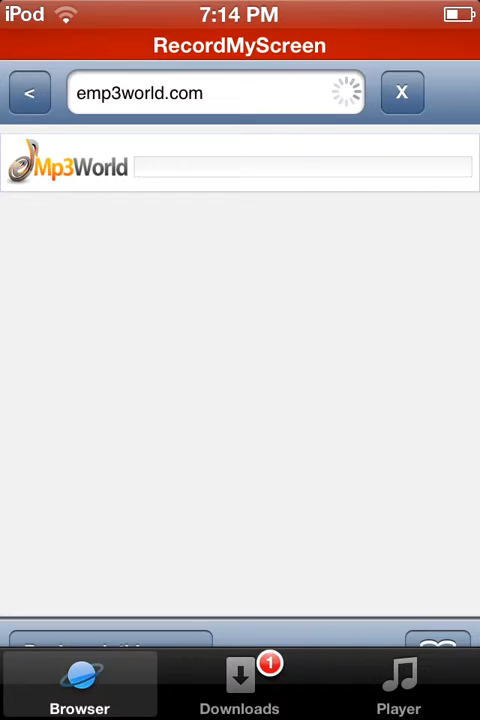 iPod 7:14 PM
RecordMyScreen
< emp3world.com X
Mp3World
1
Browser Downloads Player